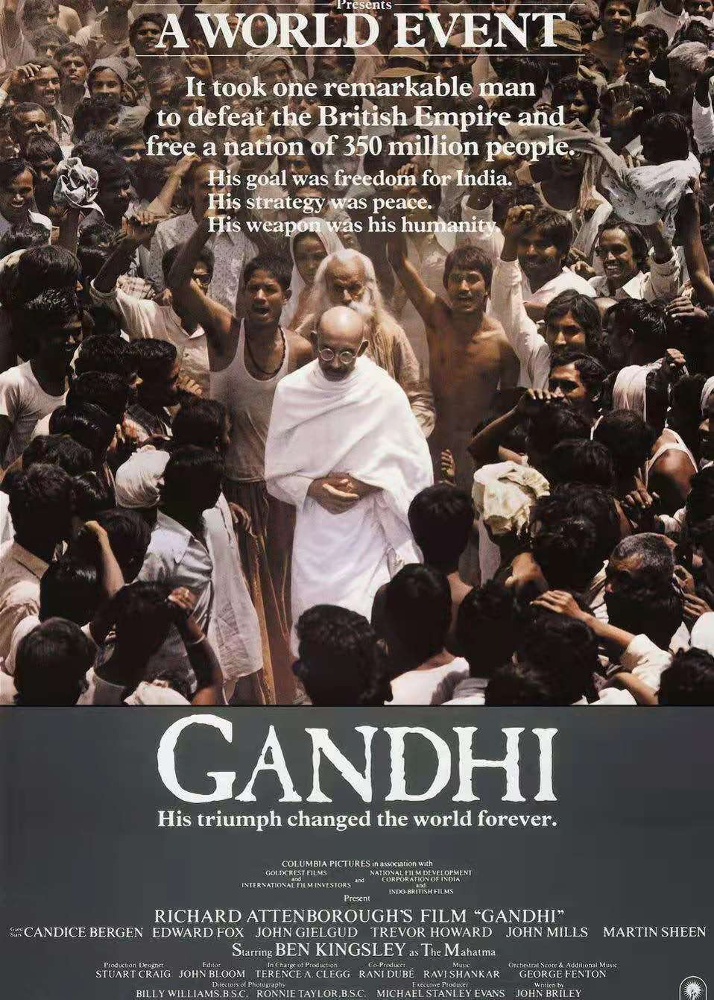 Presents
A WORLD EVENT
It took one remarkable man
to defeat the British Empire and
free a nation of 350 million people.
His goal was freedom for India.
His strategy was peace.
His weapon was his humanity.
GANDHI
His triumph changed the world forever.
COLUMBIA PICTURES in association with
GOLDCREST FILMS
and
INTERNATIONAL FILM INVESTORS
and
NATIONAL FILM DEVELOPMENT
CORPORATION OF INDIA
and
INDO-BRITISH FILMS
Present
RICHARD ATTENBOROUGH'S FILM "GANDHI"
Guest Stars CANDICE BERGEN EDWARD FOX JOHN GIELGUD TREVOR HOWARD JOHN MILLS MARTIN SHEEN
Starring BEN KINGSLEY as The Mahatma
Production Designer Editor In Charge of Production Co-Producer Music Orchestral Score & Additional Music
STUART CRAIG JOHN BLOOM TERENCE A. CLEGG RANI DUBÉ RAVI SHANKAR GEORGE FENTON
Directors of Photography Executive Producer Written by
BILLY WILLIAMS, B.S.C. RONNIE TAYLOR, B.S.C. MICHAEL STANLEY EVANS JOHN BRILEY